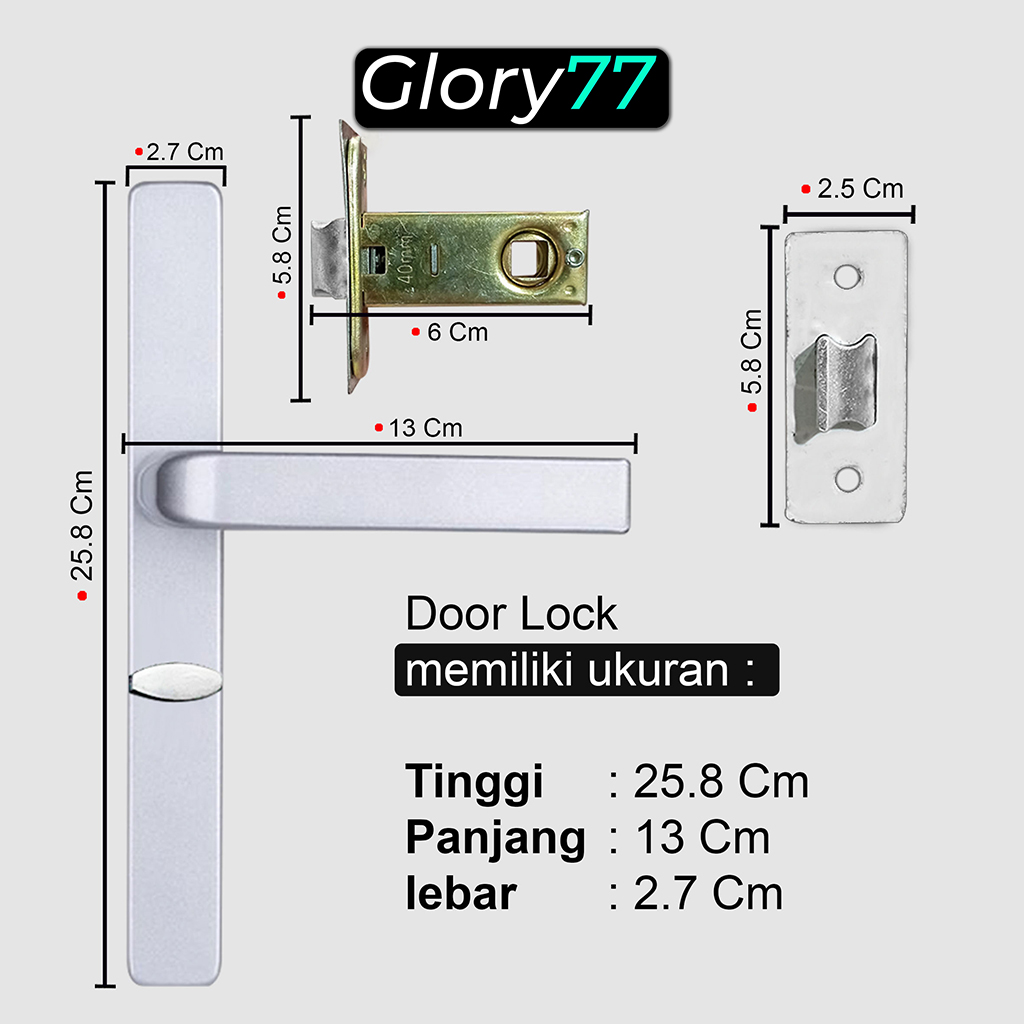 Glory77
2.7 Cm
5.8 Cm
6 Cm
40mm
2.5 Cm
5.8 Cm
13 Cm
25.8 Cm
Door Lock
memiliki ukuran :
Tinggi : 25.8 Cm
Panjang : 13 Cm
lebar : 2.7 Cm